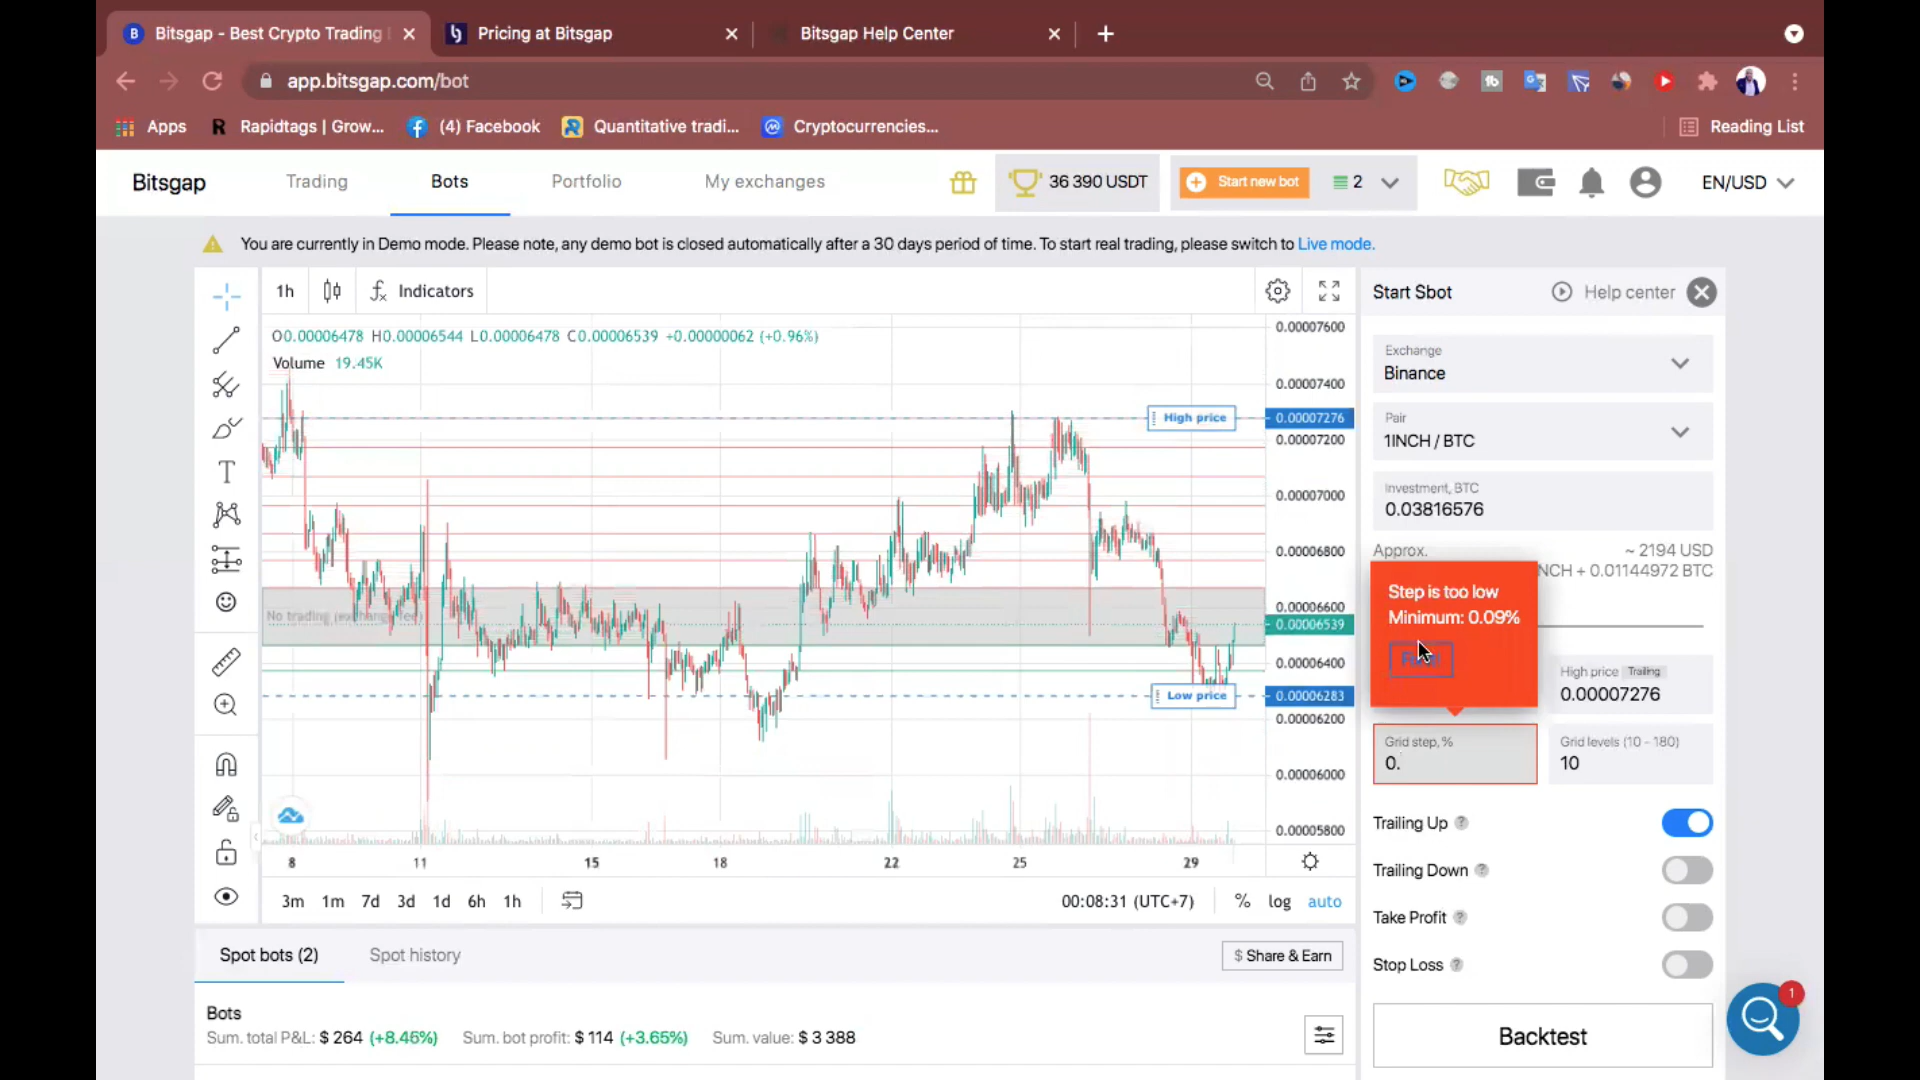 Bitsgap - Best Crypto Trading
Pricing at Bitsgap
Bitsgap Help Center
app.bitsgap.com/bot
Apps
Rapidtags | Grow...
(4) Facebook
Quantitative tradi...
Cryptocurrencies...
Reading List
Bitsgap
Trading
Bots
Portfolio
My exchanges
36 390 USDT
Start new bot
2
EN/USD
You are currently in Demo mode. Please note, any demo bot is closed automatically after a 30 days period of time. To start real trading, please switch to Live mode.
1h
Indicators
Start Sbot
Help center
O0.00006478 H0.00006544 L0.00006478 C0.00006539 +0.00000062 (+0.96%)
Volume 19.45K
0.00007600
0.00007400
High price
0.00007276
0.00007200
0.00007000
0.00006800
0.00006600
No trading (exchange fee)
0.00006539
0.00006400
Low price
0.00006283
0.00006200
0.00006000
0.00005800
8
11
15
18
22
25
29
3m
1m
7d
3d
1d
6h
1h
00:08:31 (UTC+7)
%
log
auto
Exchange
Binance
Pair
1INCH / BTC
Investment, BTC
0.03816576
Approx.
~ 2194 USD
NCH + 0.01144972 BTC
Step is too low
Minimum: 0.09%
High price
Trailing
0.00007276
Grid step, %
0.
Grid levels (10 - 180)
10
Trailing Up
Trailing Down
Take Profit
Stop Loss
Backtest
1
Spot bots (2)
Spot history
$ Share & Earn
Bots
Sum. total P&L: $ 264 (+8.45%)
Sum. bot profit: $ 114 (+3.65%)
Sum. value: $ 3 388